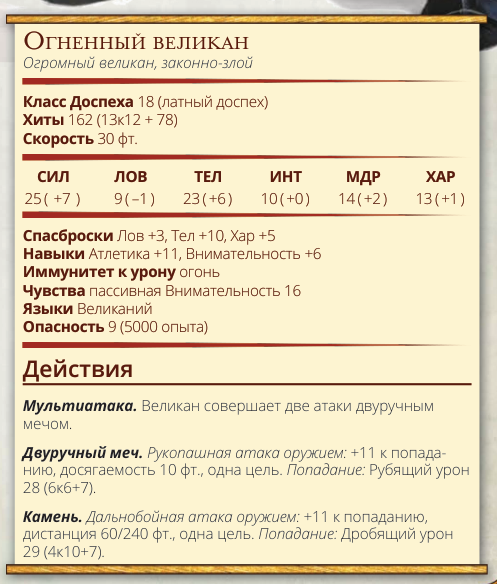 Огненный великан
Огромный великан, законно-злой
Класс Доспеха 18 (латный доспех)
Хиты 162 (13к12 + 78)
Скорость 30 фт.
СИЛ ЛОВ ТЕЛ ИНТ МДР ХАР
25 ( +7 ) 9 ( –1 ) 23 ( +6 ) 10 ( +0 ) 14 ( +2 ) 13 ( +1 )
Спасброски Лов +3, Тел +10, Хар +5
Навыки Атлетика +11, Внимательность +6
Иммунитет к урону огонь
Чувства пассивная Внимательность 16
Языки Великаний
Опасность 9 (5000 опыта)
Действия
Мультиатака. Великан совершает две атаки двуручным
мечом.
Двуручный меч. Рукопашная атака оружием: +11 к попада-
нию, досягаемость 10 фт., одна цель. Попадание: Рубящий урон
28 (6к6+7).
Камень. Дальнобойная атака оружием: +11 к попаданию,
дистанция 60/240 фт., одна цель. Попадание: Дробящий урон
29 (4к10+7).